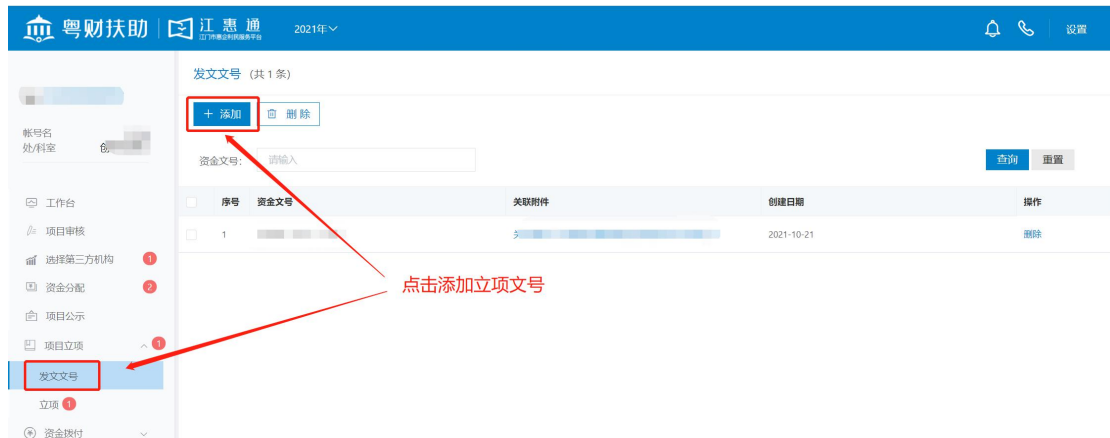 粤财扶助 江惠通 江门市惠企利民服务平台 2021年 设置
发文文号 (共 1 条)
+ 添加 删除
帐号名
处/科室 创
资金文号: 请输入 查询 重置
序号 资金文号 关联附件 创建日期 操作
1 2021-10-21 删除
工作台
项目审核
选择第三方机构 1
资金分配 2
项目公示
项目立项 1
发文文号
立项 1
资金拨付
点击添加立项文号